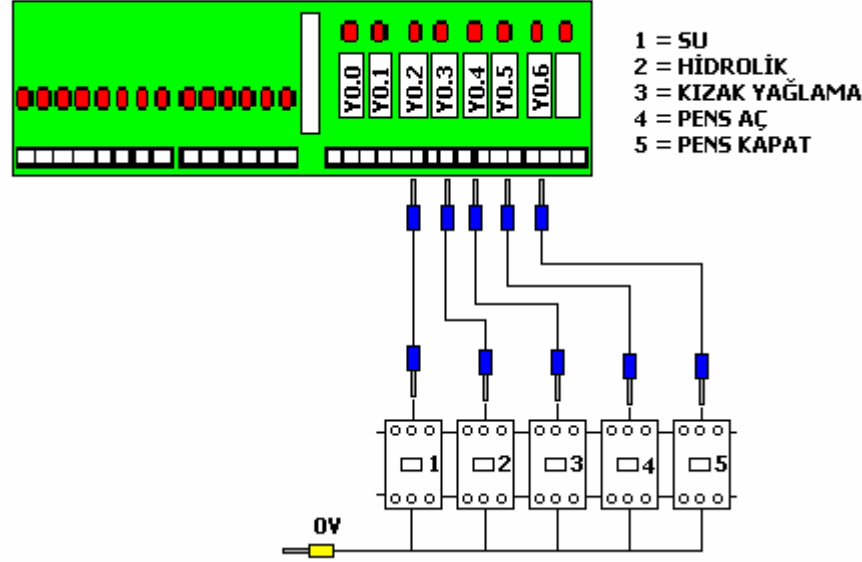 Y0.0
Y0.1
Y0.2
Y0.3
Y0.4
Y0.5
Y0.6
1 = SU
2 = HİDROLİK
3 = KIZAK YAĞLAMA
4 = PENS AÇ
5 = PENS KAPAT
1
2
3
4
5
0V